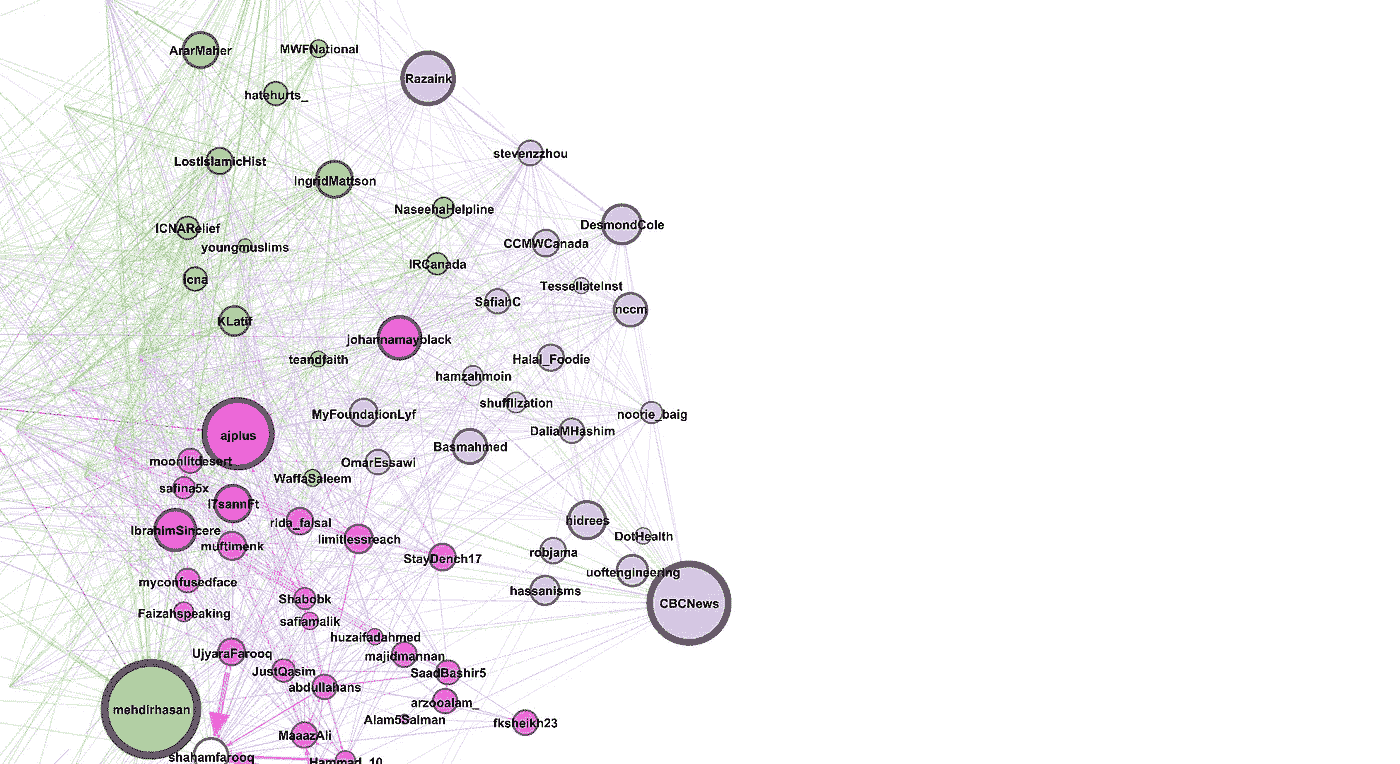 ArarMaher
MWFNational
Razaink
hatehurts_
stevenzzhou
LostIslamicHist
IngridMattson
NaseehaHelpline
DesmondCole
ICNARelief
youngmuslims
CCMWCanada
IRCanada
icna
TessellateInst
SafiahC
nccm
KLatif
johannamayblack
teandfaith
Halal_Foodie
hamzahmoin
shufflization
MyFoundationLyf
noorie_baig
ajplus
DaliaMHashim
Basmahmed
moonlitdesert
OmarEssawi
WaffaSaleem
safina5x
l7sannFt
rida_faisal
hidrees
IbrahimSincere
limitlessreach
DotHealth
muftimenk
robjama
StayDench17
uoftengineering
myconfusedface
hassanisms
Shabobk
CBCNews
Faizahspeaking
safiamalik
huzaifadahmed
UjyaraFarooq
majidmannan
JustQasim
SaadBashir5
abdullahans
arzooalam_
mehdirhasan
Alam5Salman
fksheikh23
MaaazAli
shahamfarooq
Hammad_10